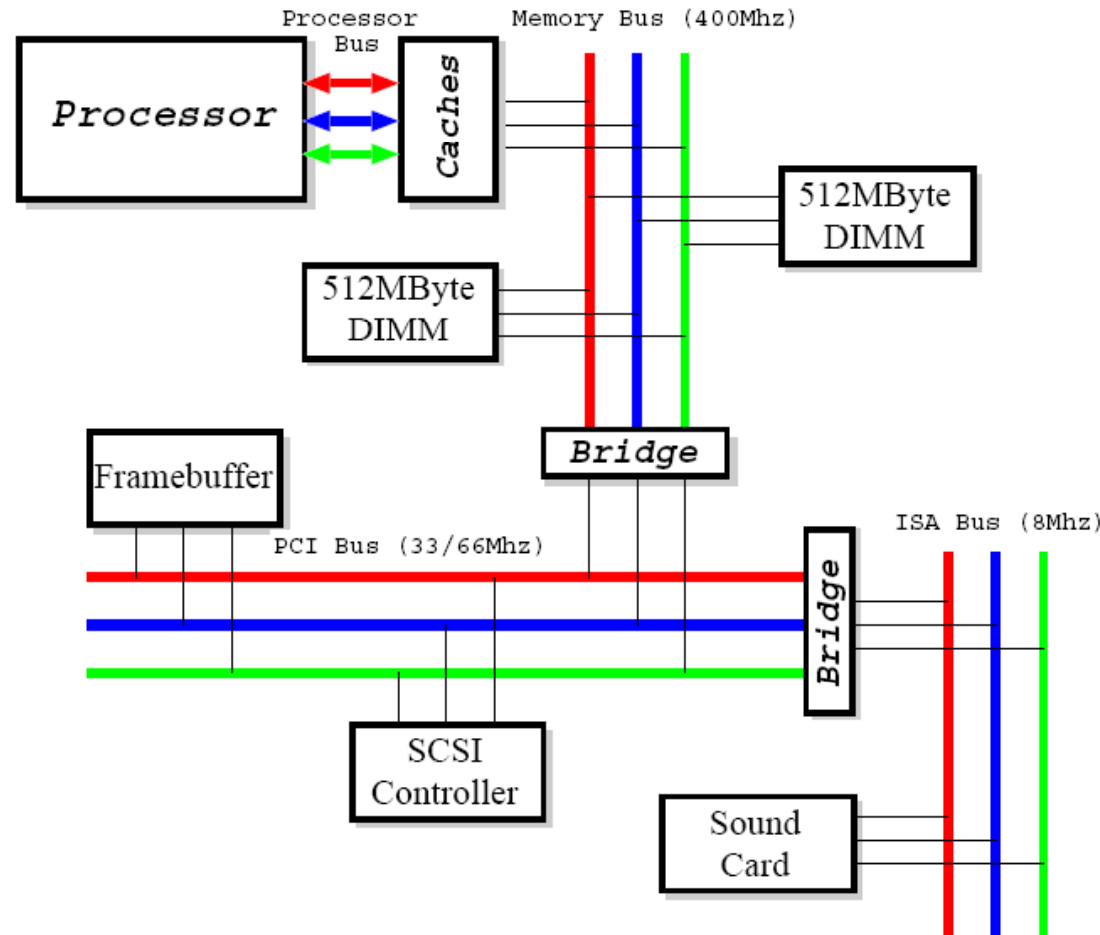 Processor
Bus
Memory Bus (400Mhz)
Processor
Caches
512MByte
DIMM
512MByte
DIMM
Bridge
Framebuffer
PCI Bus (33/66Mhz)
ISA Bus (8Mhz)
Bridge
SCSI
Controller
Sound
Card